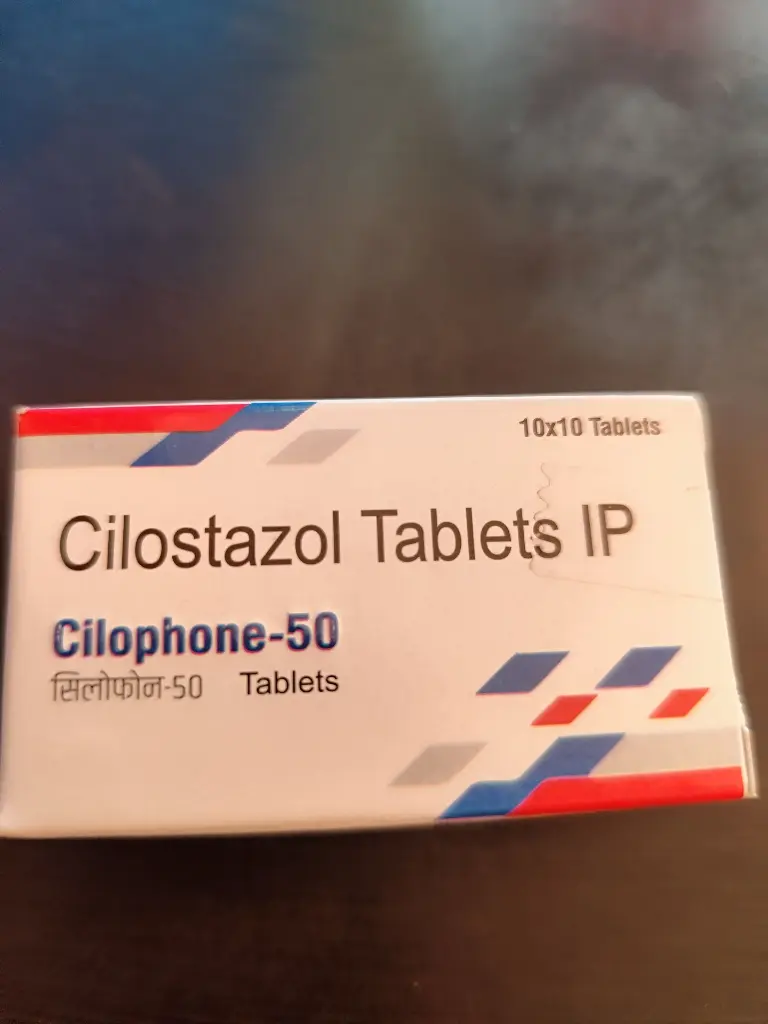 10x10 Tablets
Cilostazol Tablets IP
Cilophone-50
सिलोफोन-50 Tablets